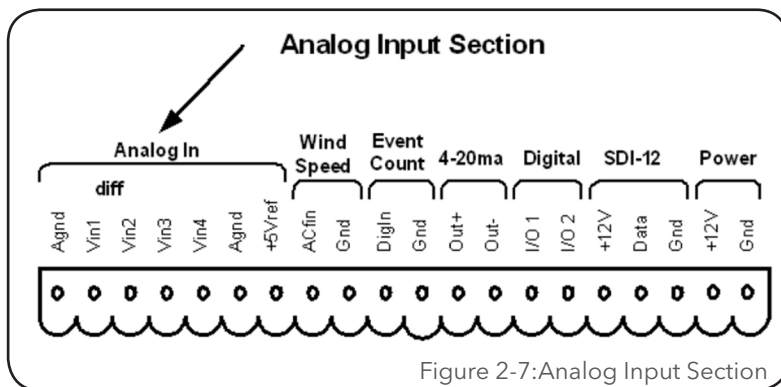 Analog Input Section
Analog In
Wind Speed
Event Count
4-20ma
Digital
SDI-12
Power
diff
Agnd
Vin1
Vin2
Vin3
Vin4
Agnd
+5Vref
ACfin
Gnd
DigIn
Gnd
Out+
Out-
I/O 1
I/O 2
+12V
Data
Gnd
+12V
Gnd
Figure 2-7:Analog Input Section